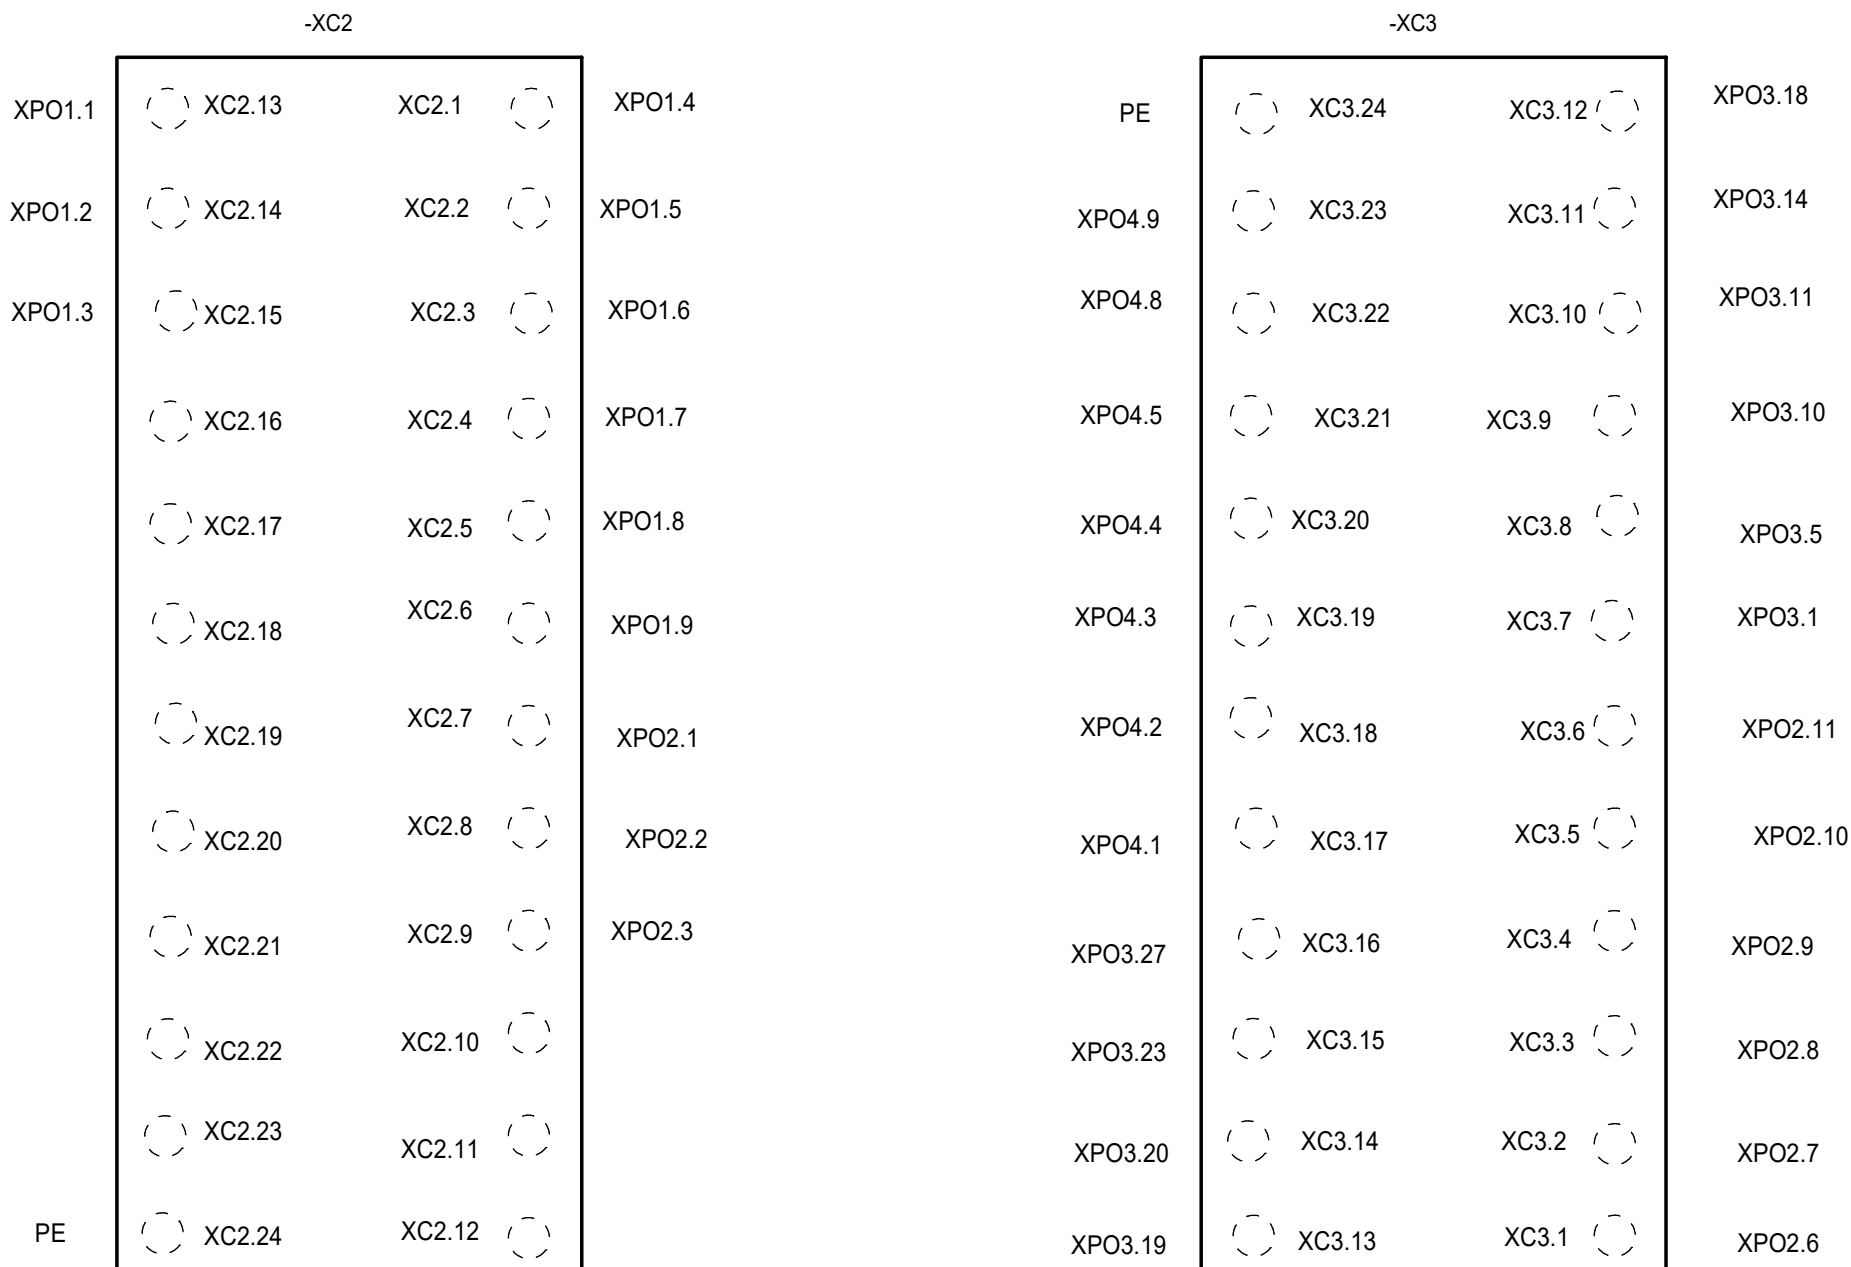 -XC2 -XC3
XPO1.1 XC2.13 XC2.1 XPO1.4 PE XC3.24 XC3.12 XPO3.18
XPO1.2 XC2.14 XC2.2 XPO1.5 XPO4.9 XC3.23 XC3.11 XPO3.14
XPO1.3 XC2.15 XC2.3 XPO1.6 XPO4.8 XC3.22 XC3.10 XPO3.11
XC2.16 XC2.4 XPO1.7 XPO4.5 XC3.21 XC3.9 XPO3.10
XC2.17 XC2.5 XPO1.8 XPO4.4 XC3.20 XC3.8 XPO3.5
XC2.18 XC2.6 XPO1.9 XPO4.3 XC3.19 XC3.7 XPO3.1
XC2.19 XC2.7 XPO2.1 XPO4.2 XC3.18 XC3.6 XPO2.11
XC2.20 XC2.8 XPO2.2 XPO4.1 XC3.17 XC3.5 XPO2.10
XC2.21 XC2.9 XPO2.3 XPO3.27 XC3.16 XC3.4 XPO2.9
XC2.22 XC2.10 XPO3.23 XC3.15 XC3.3 XPO2.8
XC2.23 XC2.11 XPO3.20 XC3.14 XC3.2 XPO2.7
PE XC2.24 XC2.12 XPO3.19 XC3.13 XC3.1 XPO2.6